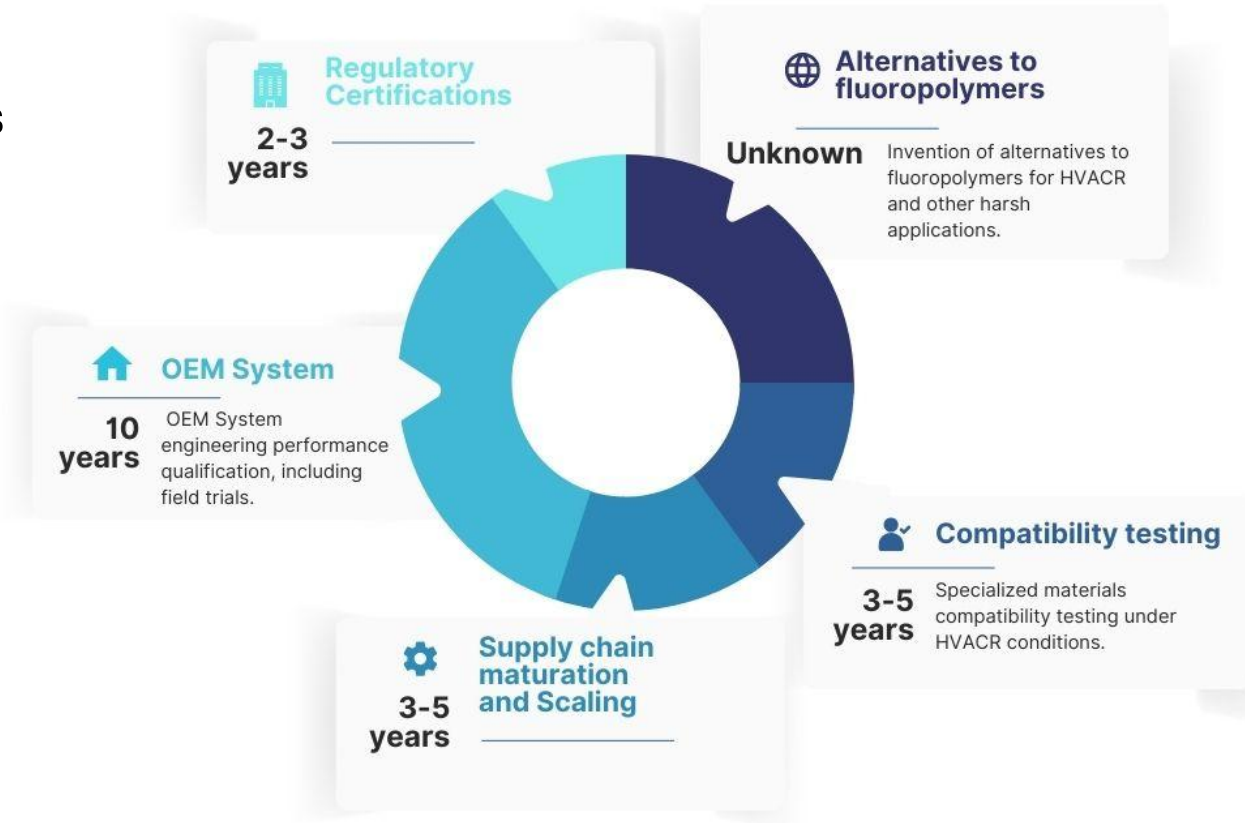 s
Regulatory
Certifications
2-3
years
Alternatives to
fluoropolymers
Unknown
Invention of alternatives to
fluoropolymers for HVACR
and other harsh
applications.
OEM System
10
years
OEM System
engineering performance
qualification, including
field trials.
Compatibility testing
3-5
years
Specialized materials
compatibility testing under
HVACR conditions.
Supply chain
maturation
and Scaling
3-5
years